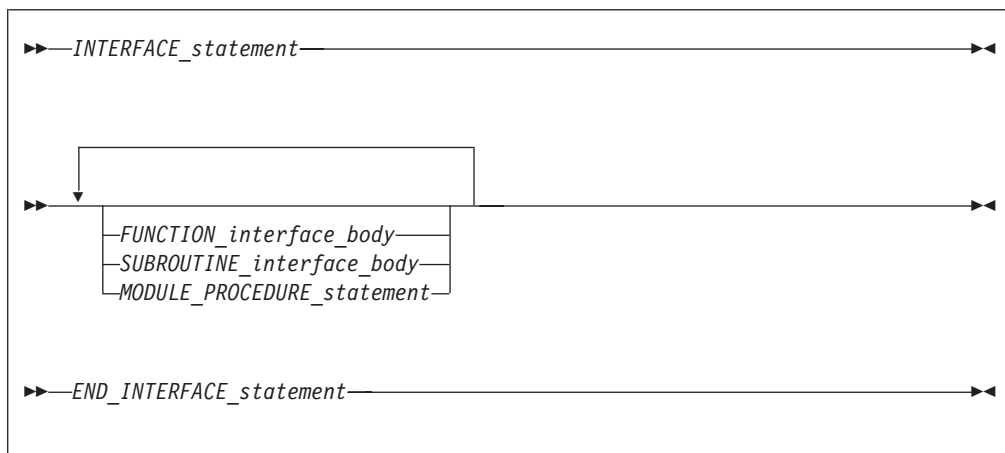 INTERFACE_statement
FUNCTION_interface_body
SUBROUTINE_interface_body
MODULE_PROCEDURE_statement
END_INTERFACE_statement